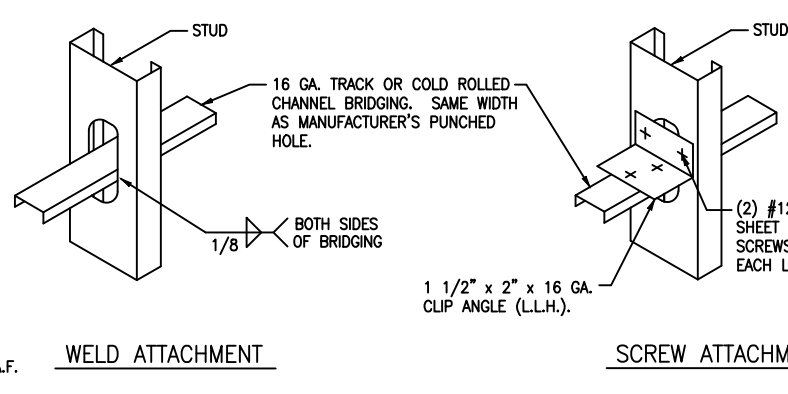 STUD
16 GA. TRACK OR COLD ROLLED
CHANNEL BRIDGING. SAME WIDTH
AS MANUFACTURER'S PUNCHED
HOLE.
1/8
BOTH SIDES
OF BRIDGING
WELD ATTACHMENT
STUD
(2) #12
SHEET
SCREWS
EACH L
1 1/2" x 2" x 16 GA.
CLIP ANGLE (L.L.H.).
SCREW ATTACHM
.F.